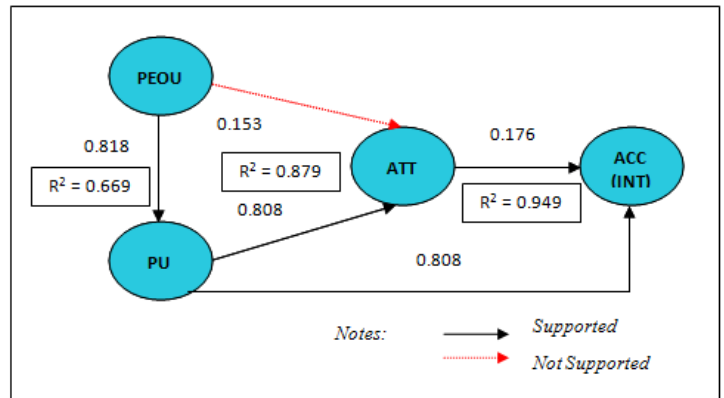 PEOU
0.818
0.153
0.176
R² = 0.669
R² = 0.879
ATT
ACC
(INT)
R² = 0.949
0.808
PU
0.808
Notes:
Supported
Not Supported